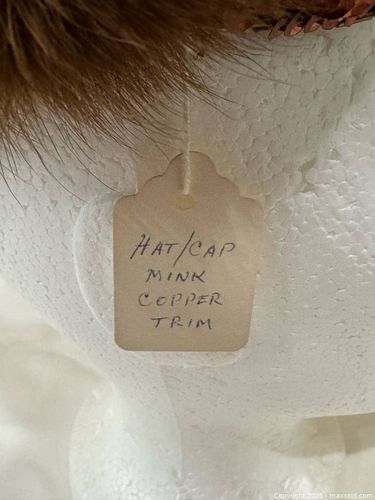 HAT/CAP
MINK
COPPER
TRIM
Copyright 2025 - maxsold.com